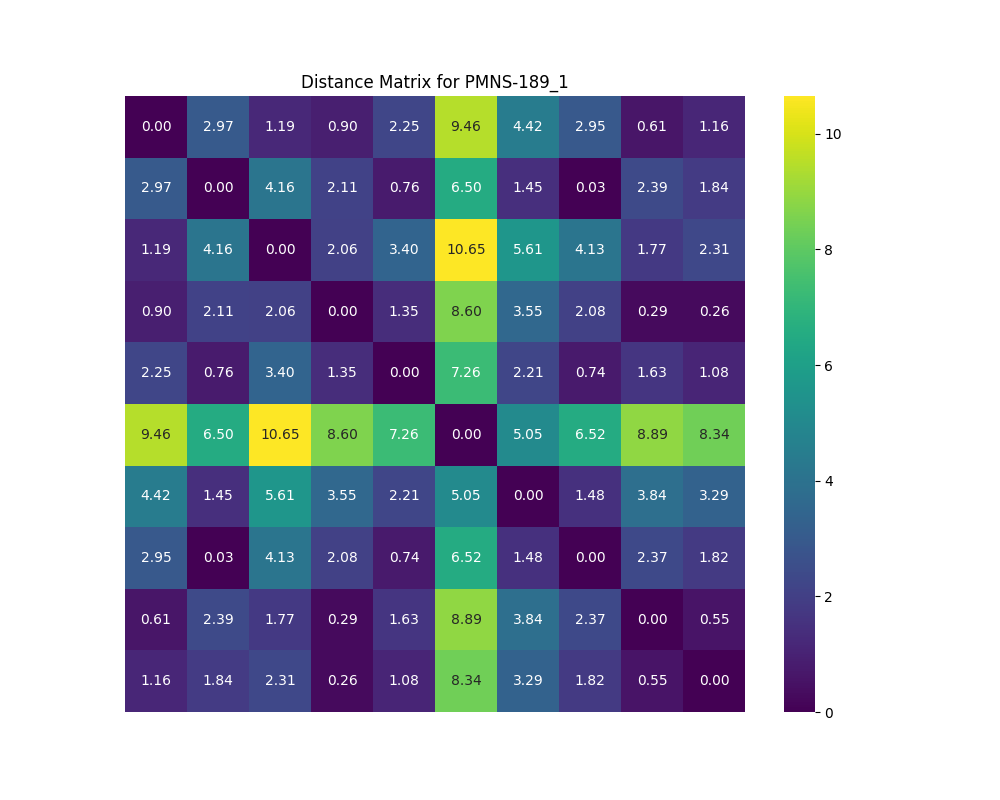 Distance Matrix for PMNS-189_1
0.00 2.97 1.19 0.90 2.25 9.46 4.42 2.95 0.61 1.16
2.97 0.00 4.16 2.11 0.76 6.50 1.45 0.03 2.39 1.84
1.19 4.16 0.00 2.06 3.40 10.65 5.61 4.13 1.77 2.31
0.90 2.11 2.06 0.00 1.35 8.60 3.55 2.08 0.29 0.26
2.25 0.76 3.40 1.35 0.00 7.26 2.21 0.74 1.63 1.08
9.46 6.50 10.65 8.60 7.26 0.00 5.05 6.52 8.89 8.34
4.42 1.45 5.61 3.55 2.21 5.05 0.00 1.48 3.84 3.29
2.95 0.03 4.13 2.08 0.74 6.52 1.48 0.00 2.37 1.82
0.61 2.39 1.77 0.29 1.63 8.89 3.84 2.37 0.00 0.55
1.16 1.84 2.31 0.26 1.08 8.34 3.29 1.82 0.55 0.00
10
8
6
4
2
0